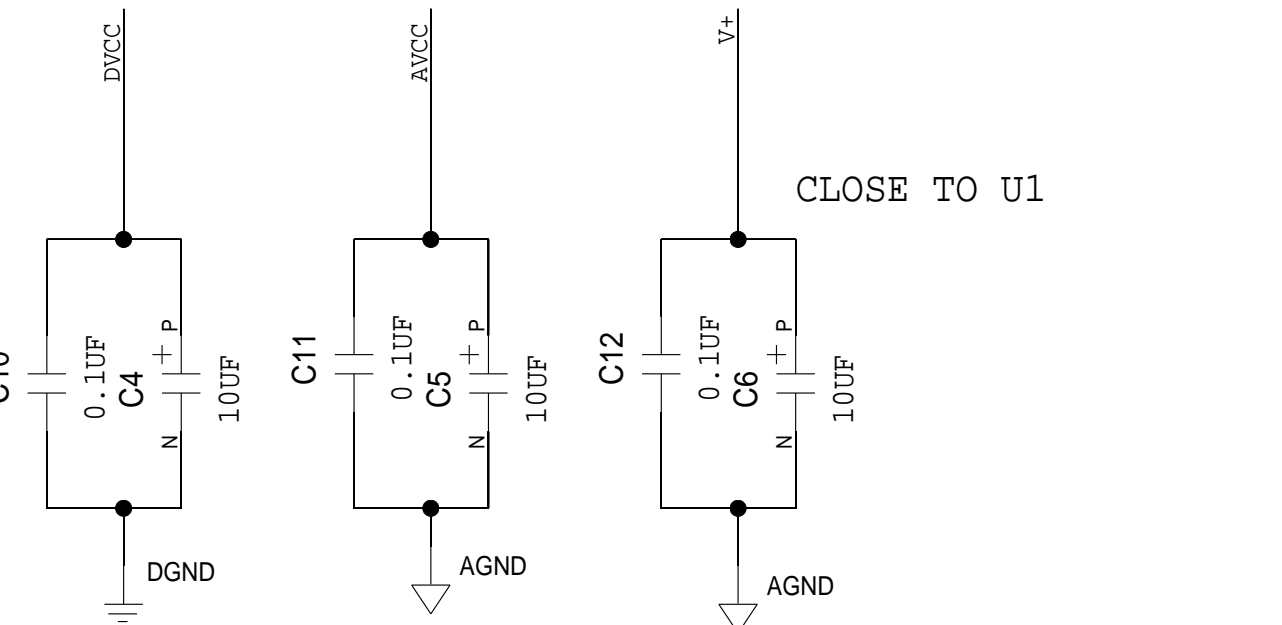 DVCC
AVCC
V+
CLOSE TO U1
0.1UF
C4
+
P
N
10UF
C11
0.1UF
C5
+
P
N
10UF
C12
0.1UF
C6
+
P
N
10UF
DGND
AGND
AGND